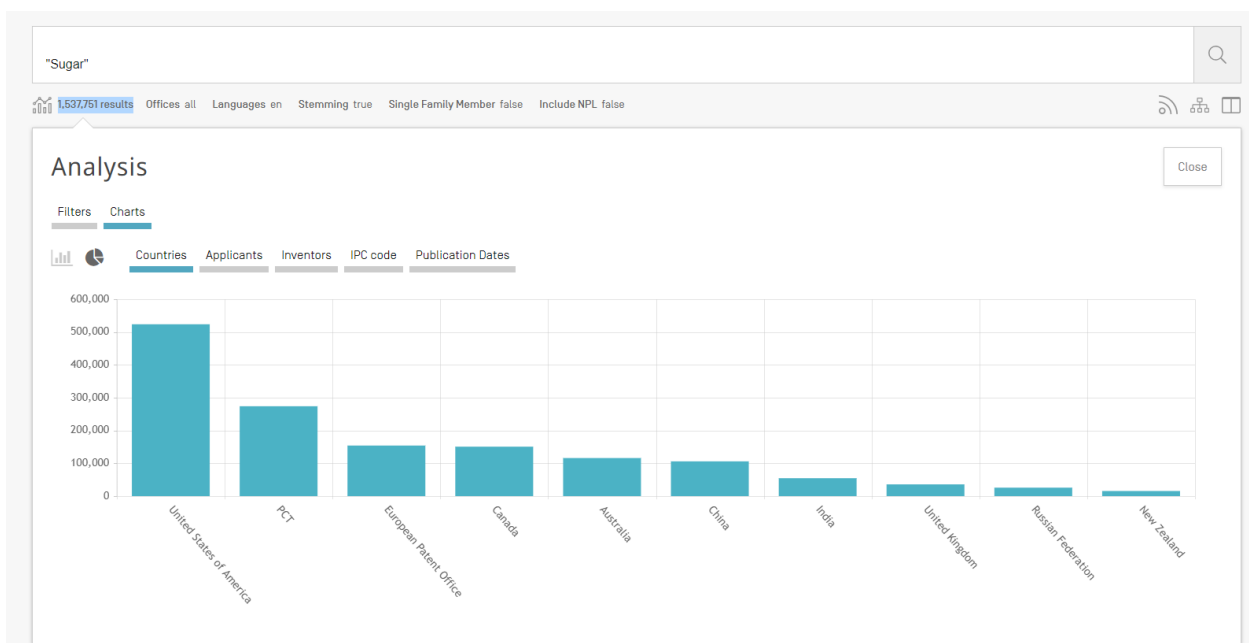 "Sugar"
1,537,751 results Offices all Languages en Stemming true Single Family Member false Include NPL false
Analysis
Close
Filters Charts
Countries Applicants Inventors IPC code Publication Dates
600,000
500,000
400,000
300,000
200,000
100,000
0
United States of America
PCT
European Patent Office
Canada
Australia
China
India
United Kingdom
Russian Federation
New Zealand